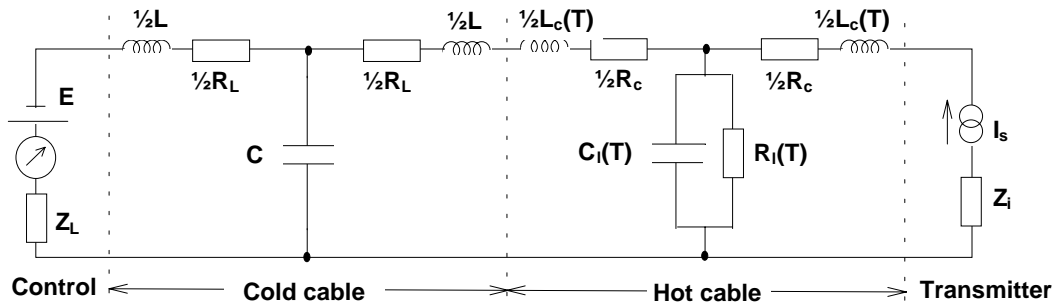 ½L ½L ½Lc(T) ½Lc(T)
½RL ½RL ½Rc ½Rc
E
Is
C Cl(T) Rl(T)
ZL Zi
Control Cold cable Hot cable Transmitter